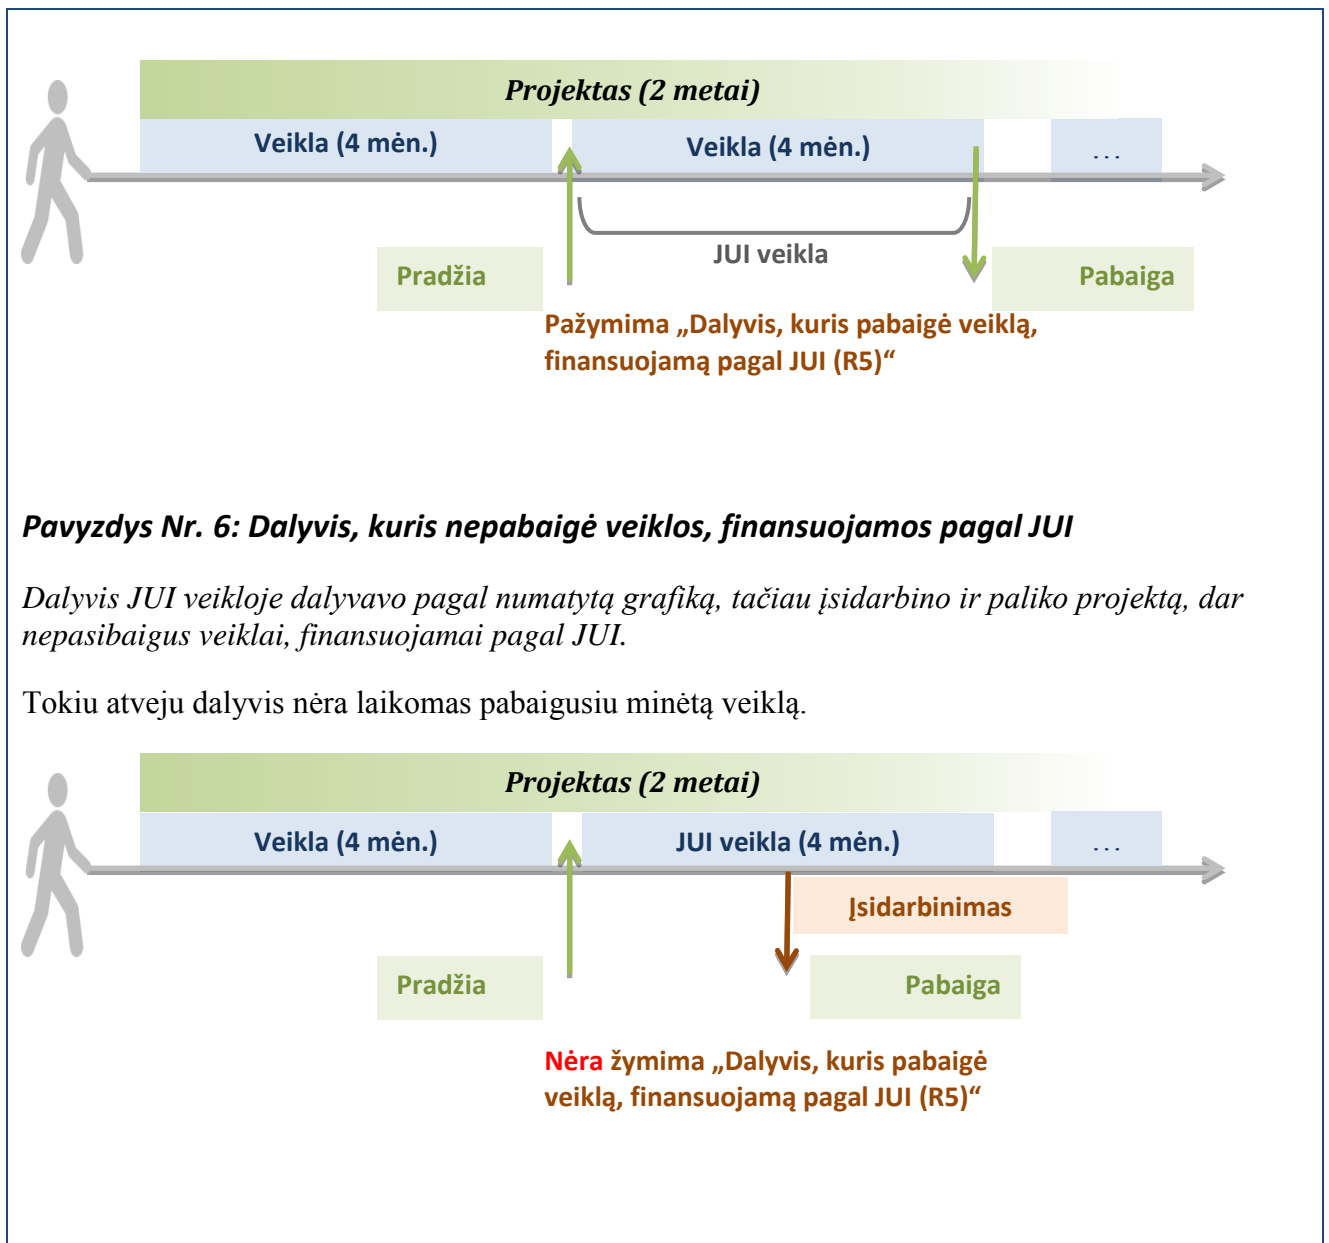 Projektas (2 metai)
Veikla (4 mėn.)
Veikla (4 mėn.)
...
JUI veikla
Pradžia
Pabaiga
Pažymima „Dalyvis, kuris pabaigė veiklą,
finansuojamą pagal JUI (R5)“
Pavyzdys Nr. 6: Dalyvis, kuris nepabaigė veiklos, finansuojamos pagal JUI
Dalyvis JUI veikloje dalyvavo pagal numatytą grafiką, tačiau įsidarbino ir paliko projektą, dar
nepasibaigus veiklai, finansuojamai pagal JUI.
Tokiu atveju dalyvis nėra laikomas pabaigusiu minėtą veiklą.
Projektas (2 metai)
Veikla (4 mėn.)
JUI veikla (4 mėn.)
...
Įsidarbinimas
Pradžia
Pabaiga
Nėra žymima „Dalyvis, kuris pabaigė
veiklą, finansuojamą pagal JUI (R5)“